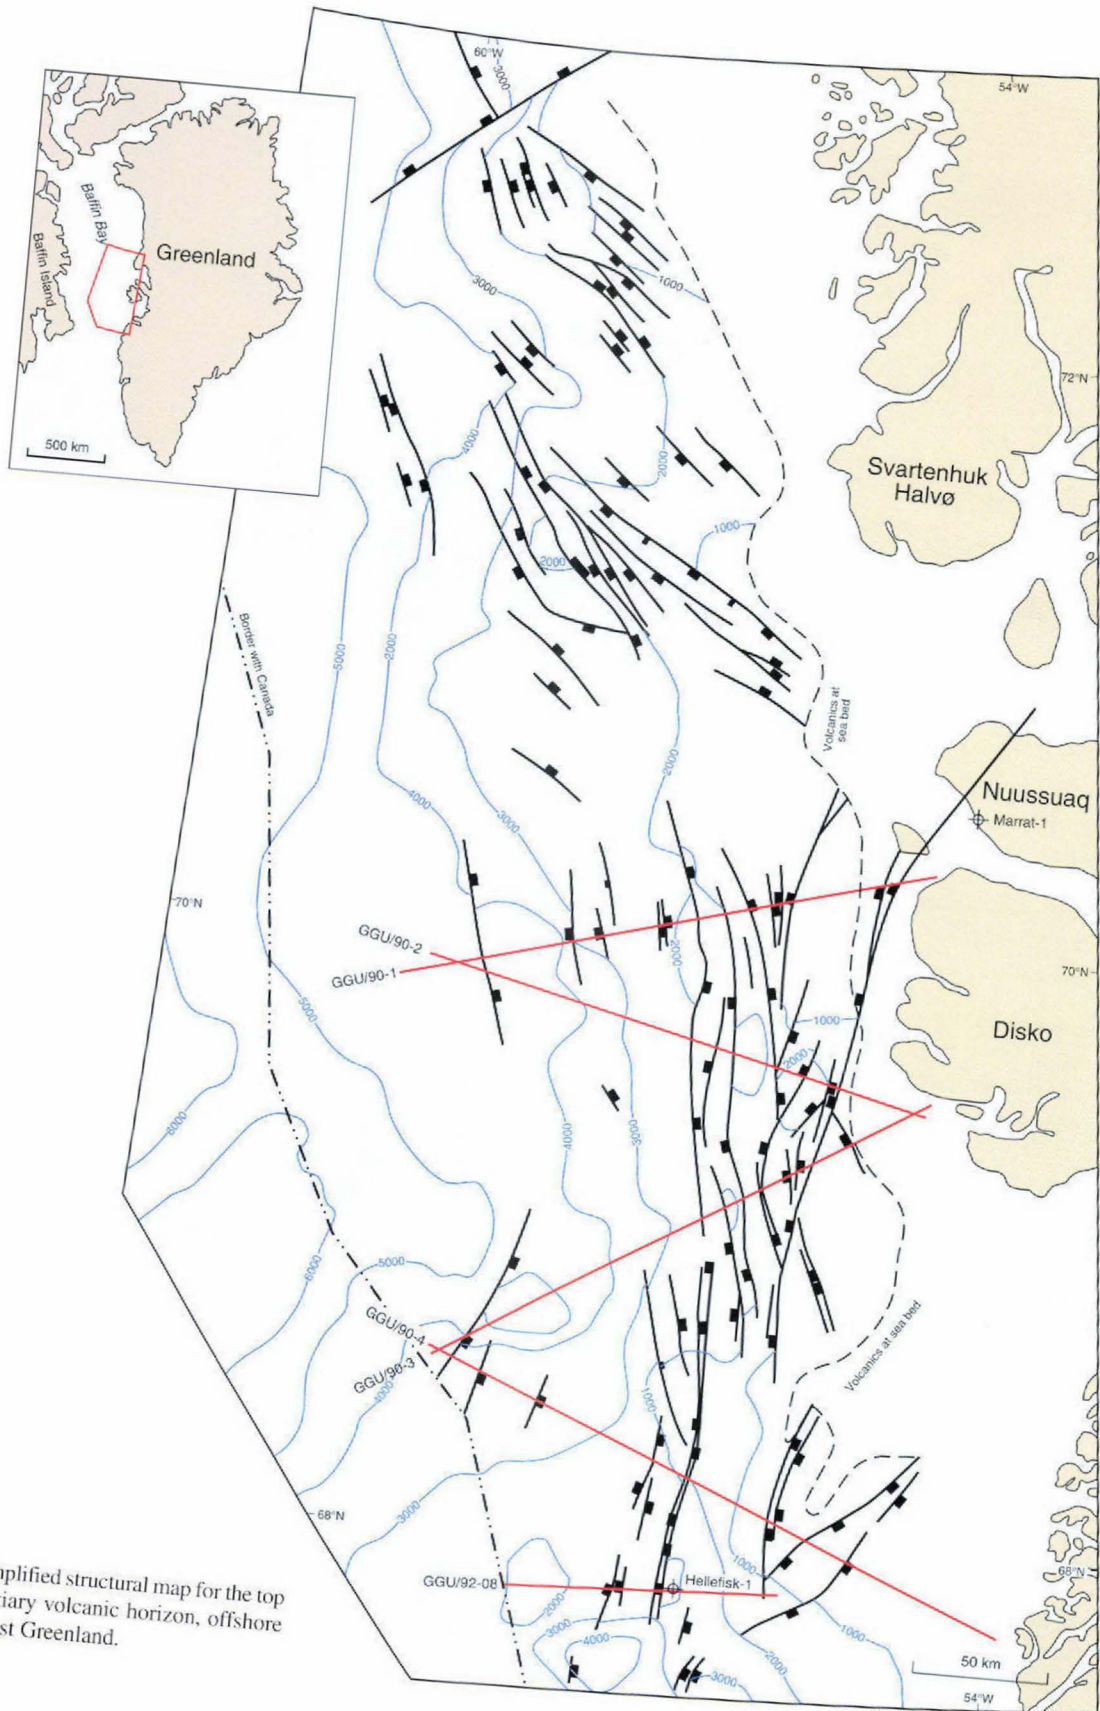 60°W
3000
54°W
Baffin Bay
Baffin Island
Greenland
500 km
3000
1000
72°N
4000
2000
Svartenhuk
Halvø
1000
2000
Border with Canada
5000
2000
Volcanics at
sea bed
2000
Nuussuaq
Marrat-1
4000
3000
70°N
GGU/90-2
GGU/90-1
2000
70°N
5000
1000
Disko
2000
6000
4000
3000
6000
5000
GGU/90-4
GGU/90-3
4000
Volcanics at sea bed
1000
68°N
3000
1000
68°N
GGU/92-08
Hellefisk-1
2000
3000
4000
1000
2000
3000
50 km
54°W
plified structural map for the top
tiary volcanic horizon, offshore
st Greenland.